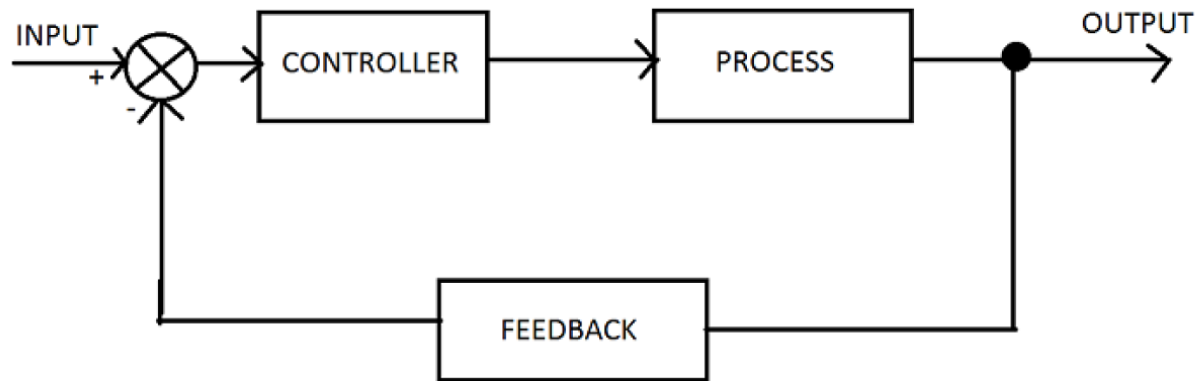 INPUT
OUTPUT
+
CONTROLLER
PROCESS
-
FEEDBACK